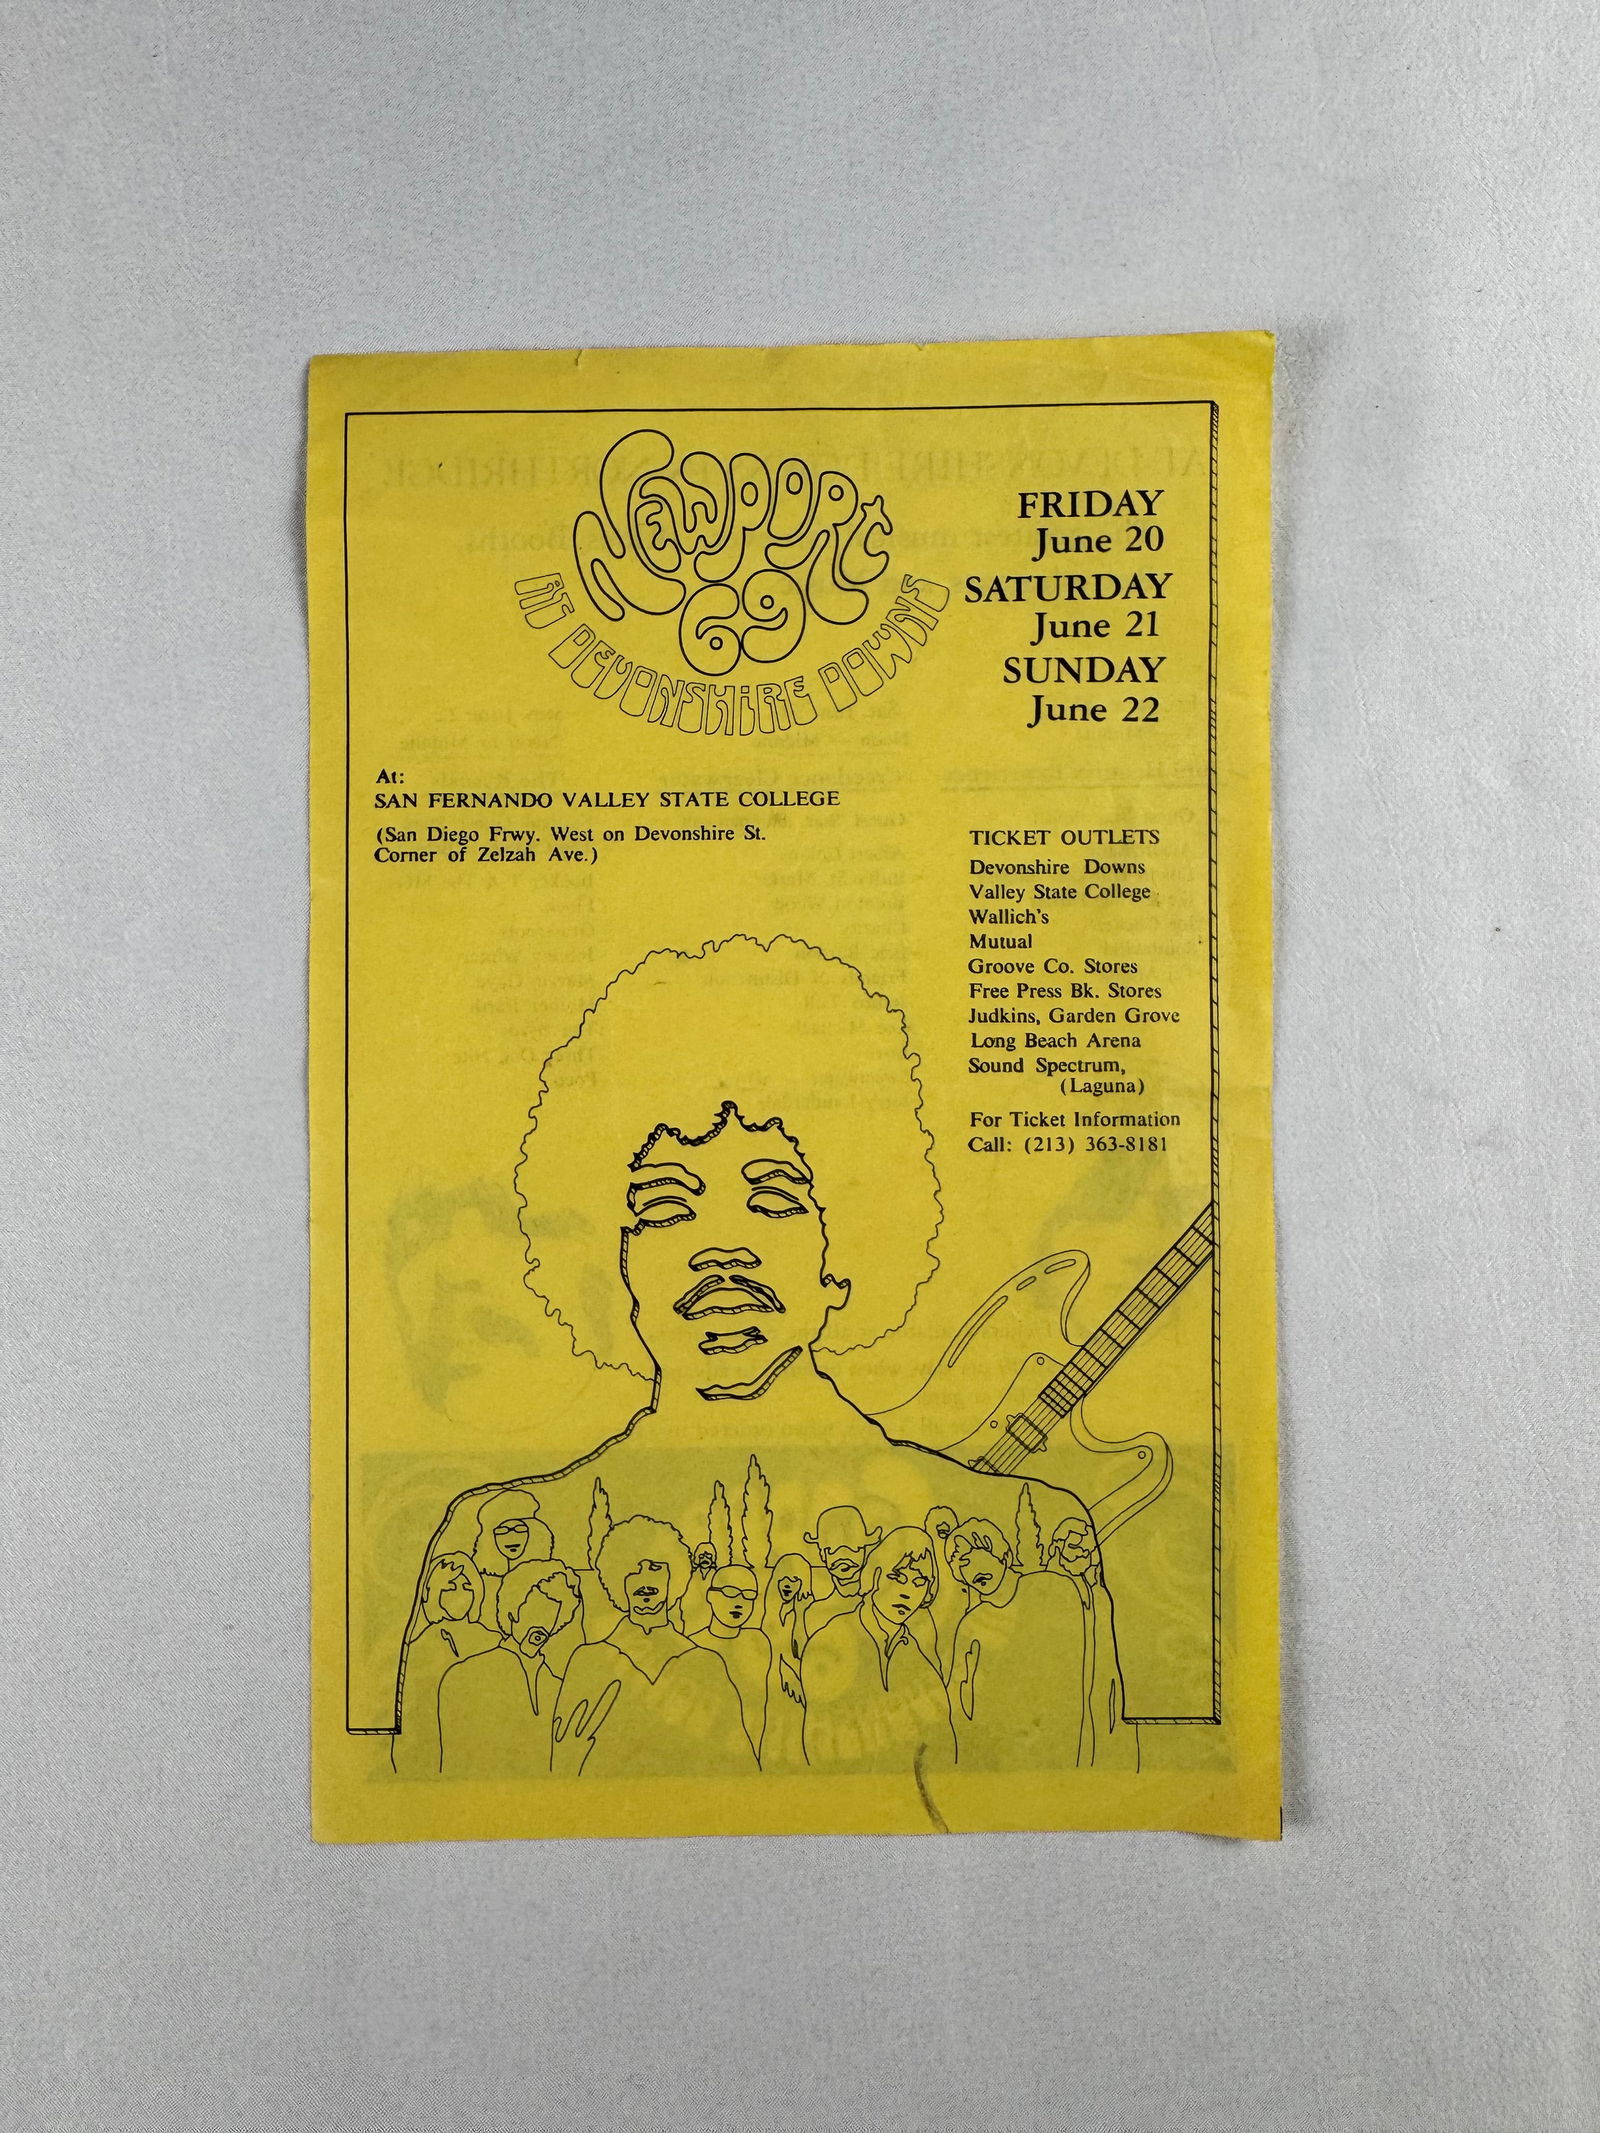 Newport
69
AT DEVONSHIRE DOWNS
FRIDAY
June 20
SATURDAY
June 21
SUNDAY
June 22
At:
SAN FERNANDO VALLEY STATE COLLEGE
(San Diego Frwy. West on Devonshire St.
Corner of Zelzah Ave.)
TICKET OUTLETS
Devonshire Downs
Valley State College
Wallich's
Mutual
Groove Co. Stores
Free Press Bk. Stores
Judkins, Garden Grove
Long Beach Arena
Sound Spectrum,
(Laguna)
For Ticket Information
Call: (213) 363-8181